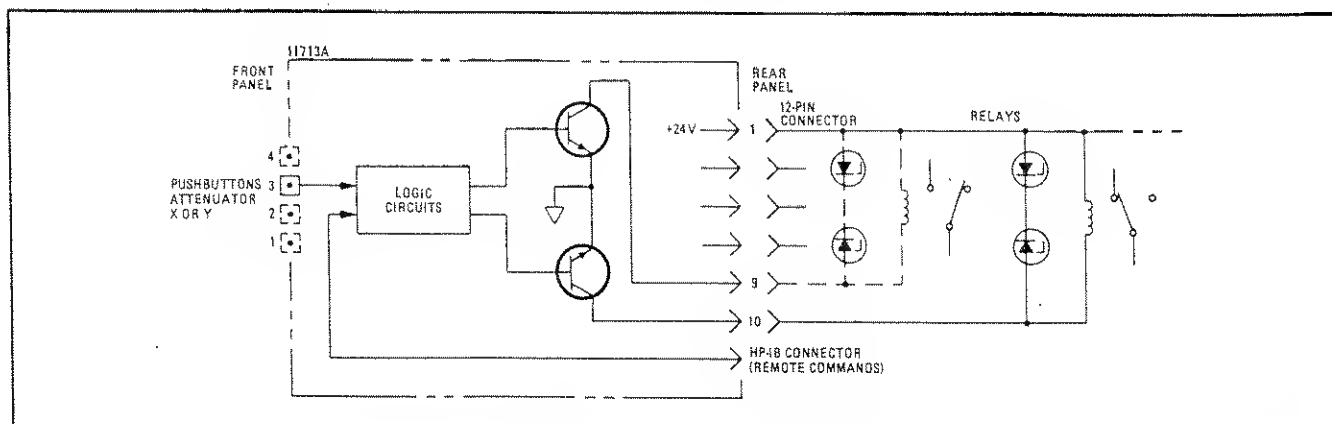 11713A
FRONT
PANEL
REAR
PANEL
12-PIN
CONNECTOR
RELAYS
+24V
1
4
3
PUSHBUTTONS
ATTENUATOR
X OR Y
2
1
LOGIC
CIRCUITS
9
10
HP-IB CONNECTOR
(REMOTE COMMANDS)